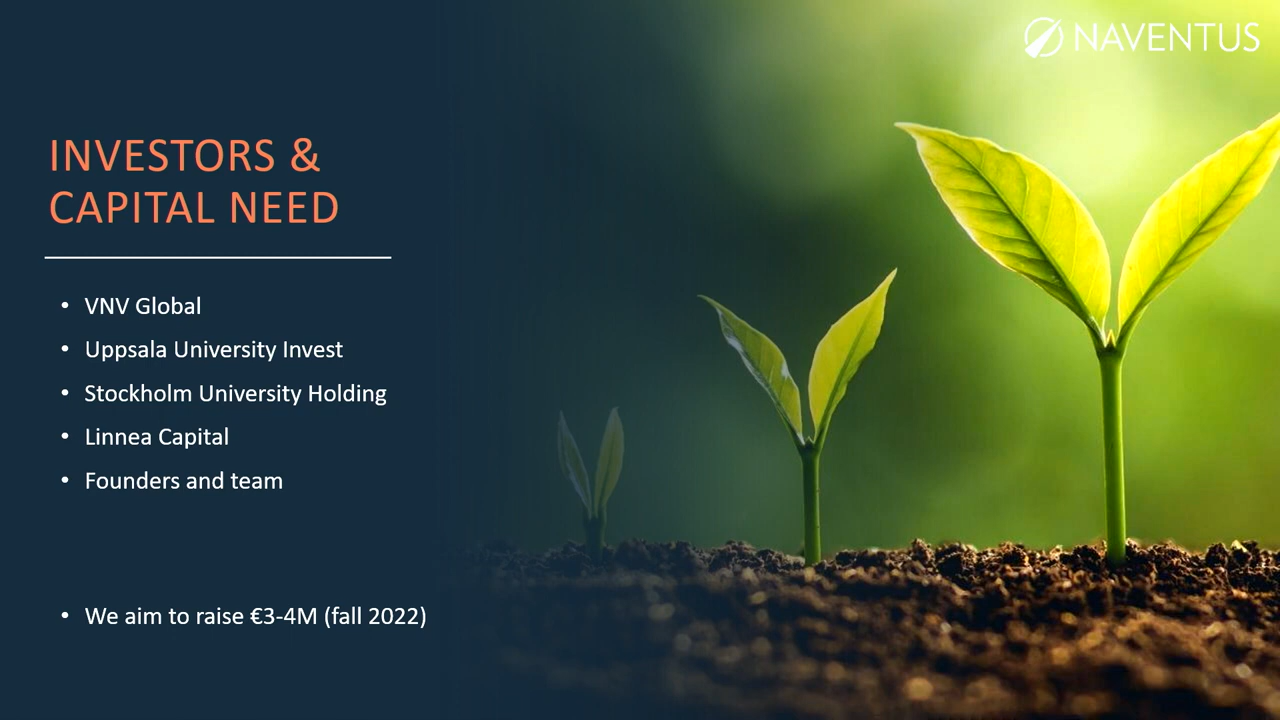 NAVENTUS
INVESTORS &
CAPITAL NEED
• VNV Global
• Uppsala University Invest
• Stockholm University Holding
• Linnea Capital
• Founders and team
• We aim to raise €3-4M (fall 2022)